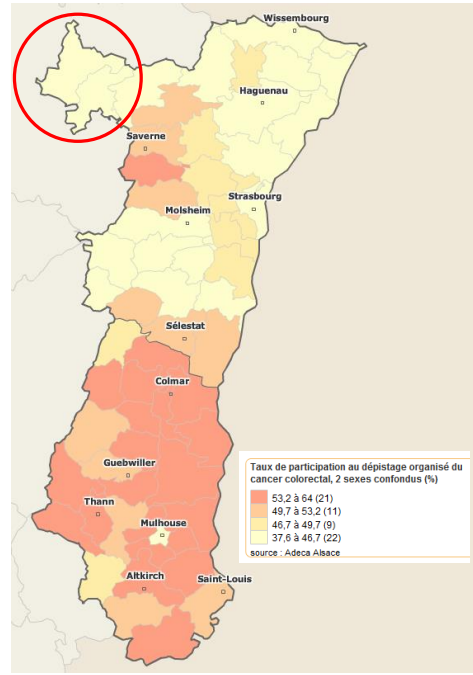 Wissembourg
Haguenau
Saverne
Strasbourg
Molsheim
Sélestat
Colmar
Guebwiller
Thann
Mulhouse
Altkirch
Saint-Louis
Taux de participation au dépistage organisé du
cancer colorectal, 2 sexes confondus (%)
53,2 à 64 (21)
49,7 à 53,2 (11)
46,7 à 49,7 (9)
37,6 à 46,7 (22)
source : Adeca Alsace